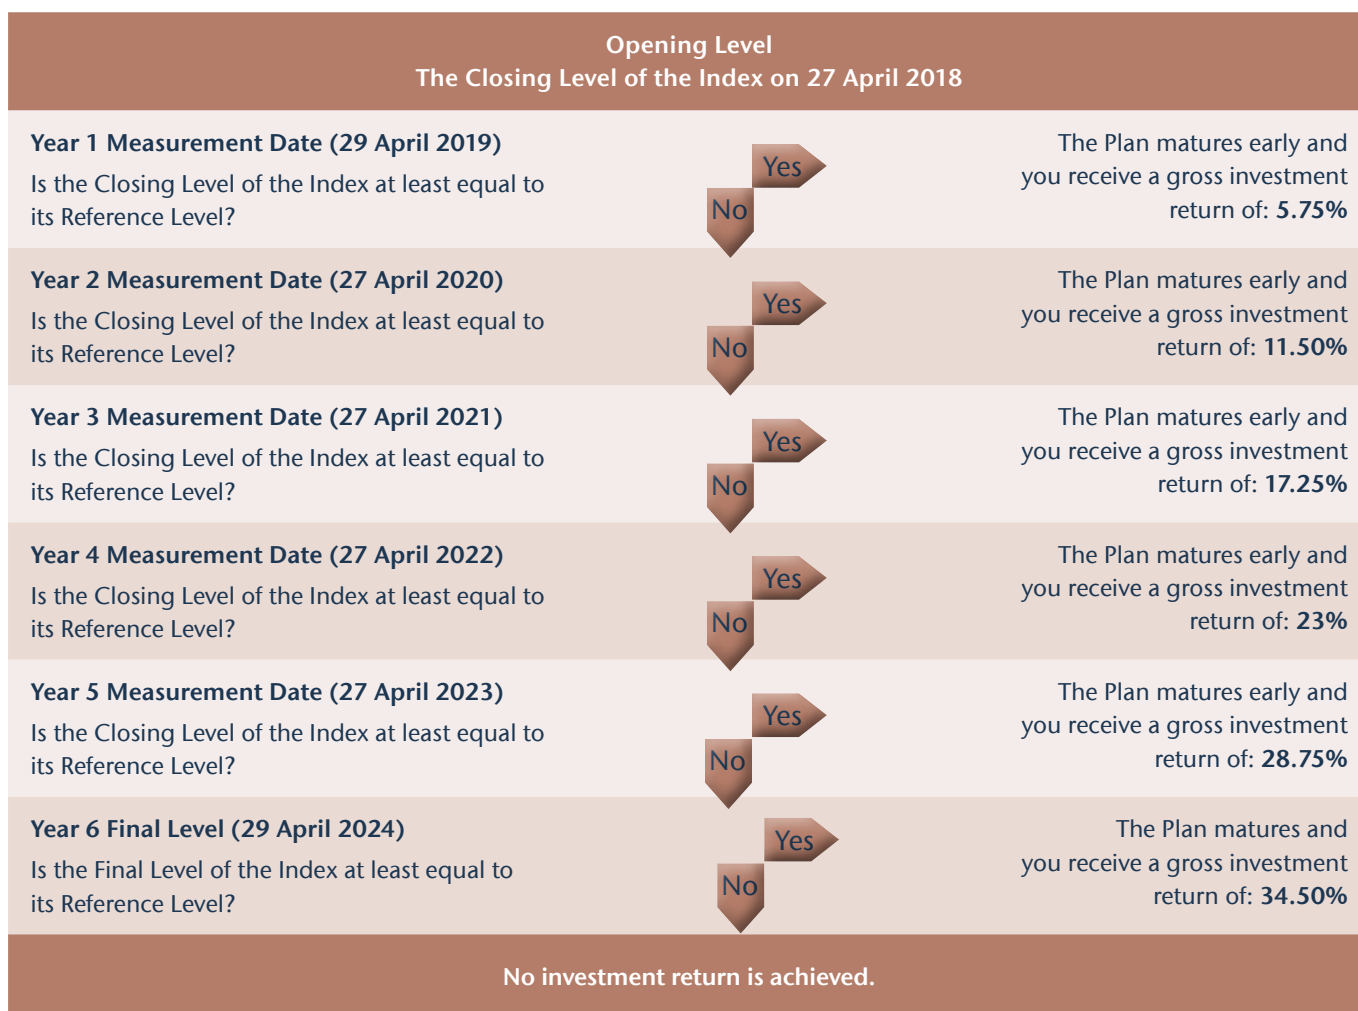 Opening Level
The Closing Level of the Index on 27 April 2018
Year 1 Measurement Date (29 April 2019)
Is the Closing Level of the Index at least equal to
its Reference Level?
Yes
No
The Plan matures early and
you receive a gross investment
return of: 5.75%
Year 2 Measurement Date (27 April 2020)
Is the Closing Level of the Index at least equal to
its Reference Level?
Yes
No
The Plan matures early and
you receive a gross investment
return of: 11.50%
Year 3 Measurement Date (27 April 2021)
Is the Closing Level of the Index at least equal to
its Reference Level?
Yes
No
The Plan matures early and
you receive a gross investment
return of: 17.25%
Year 4 Measurement Date (27 April 2022)
Is the Closing Level of the Index at least equal to
its Reference Level?
Yes
No
The Plan matures early and
you receive a gross investment
return of: 23%
Year 5 Measurement Date (27 April 2023)
Is the Closing Level of the Index at least equal to
its Reference Level?
Yes
No
The Plan matures early and
you receive a gross investment
return of: 28.75%
Year 6 Final Level (29 April 2024)
Is the Final Level of the Index at least equal to
its Reference Level?
Yes
No
The Plan matures and
you receive a gross investment
return of: 34.50%
No investment return is achieved.